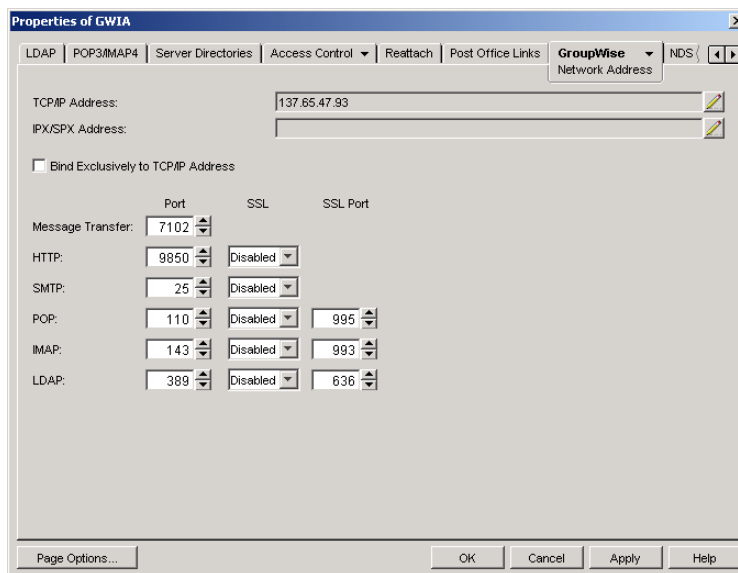 Properties of GWIA
LDAP POP3/IMAP4 Server Directories Access Control Reattach Post Office Links GroupWise NDS
Network Address
TCP/IP Address: 137.65.47.93
IPX/SPX Address:
Bind Exclusively to TCP/IP Address
Port SSL SSL Port
Message Transfer: 7102
HTTP: 9850 Disabled
SMTP: 25 Disabled
POP: 110 Disabled 995
IMAP: 143 Disabled 993
LDAP: 389 Disabled 636
Page Options... OK Cancel Apply Help